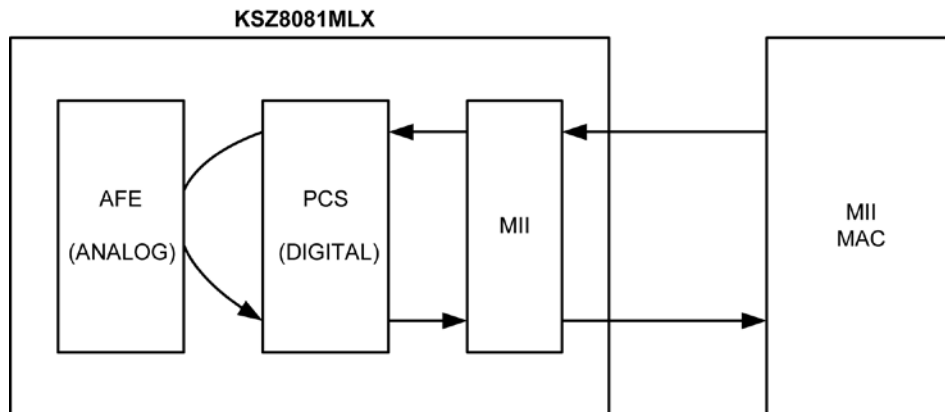 KSZ8081MLX
AFE
(ANALOG)
PCS
(DIGITAL)
MII
MII
MAC